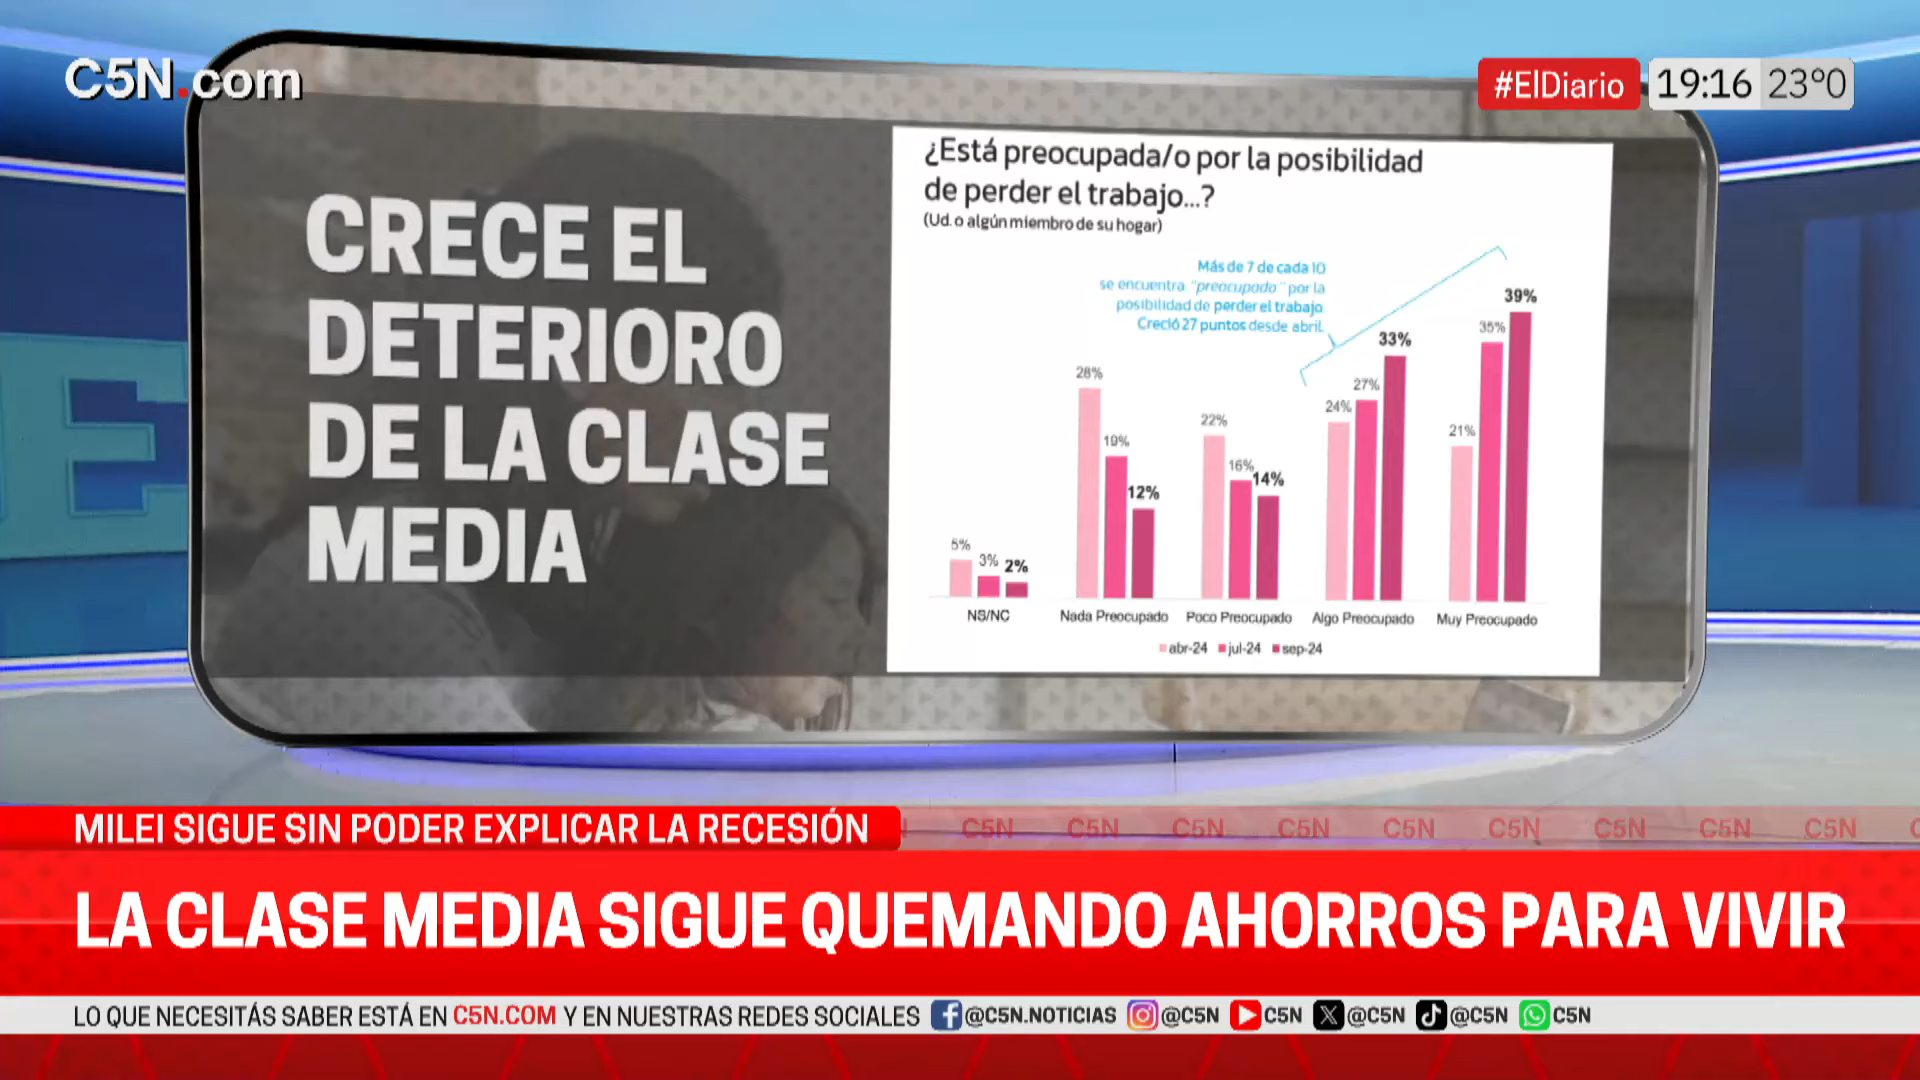 C5N.com
#ElDiario 19:16 23°0
CRECE EL
DETERIORO
DE LA CLASE
MEDIA
¿Está preocupada/o por la posibilidad
de perder el trabajo...?
(Ud. o algún miembro de su hogar)
Más de 7 de cada 10
se encuentra "preocupado" por la
posibilidad de perder el trabajo.
Creció 27 puntos desde abril.
5% 3% 2%
28% 19% 12%
22% 16% 14%
24% 27% 33%
21% 35% 39%
NS/NC Nada Preocupado Poco Preocupado Algo Preocupado Muy Preocupado
abr-24 jul-24 sep-24
MILEI SIGUE SIN PODER EXPLICAR LA RECESIÓN
C5N C5N C5N C5N C5N C5N C5N C5N C5N
LA CLASE MEDIA SIGUE QUEMANDO AHORROS PARA VIVIR
LO QUE NECESITÁS SABER ESTÁ EN C5N.COM Y EN NUESTRAS REDES SOCIALES @C5N.NOTICIAS @C5N C5N @C5N @C5N C5N